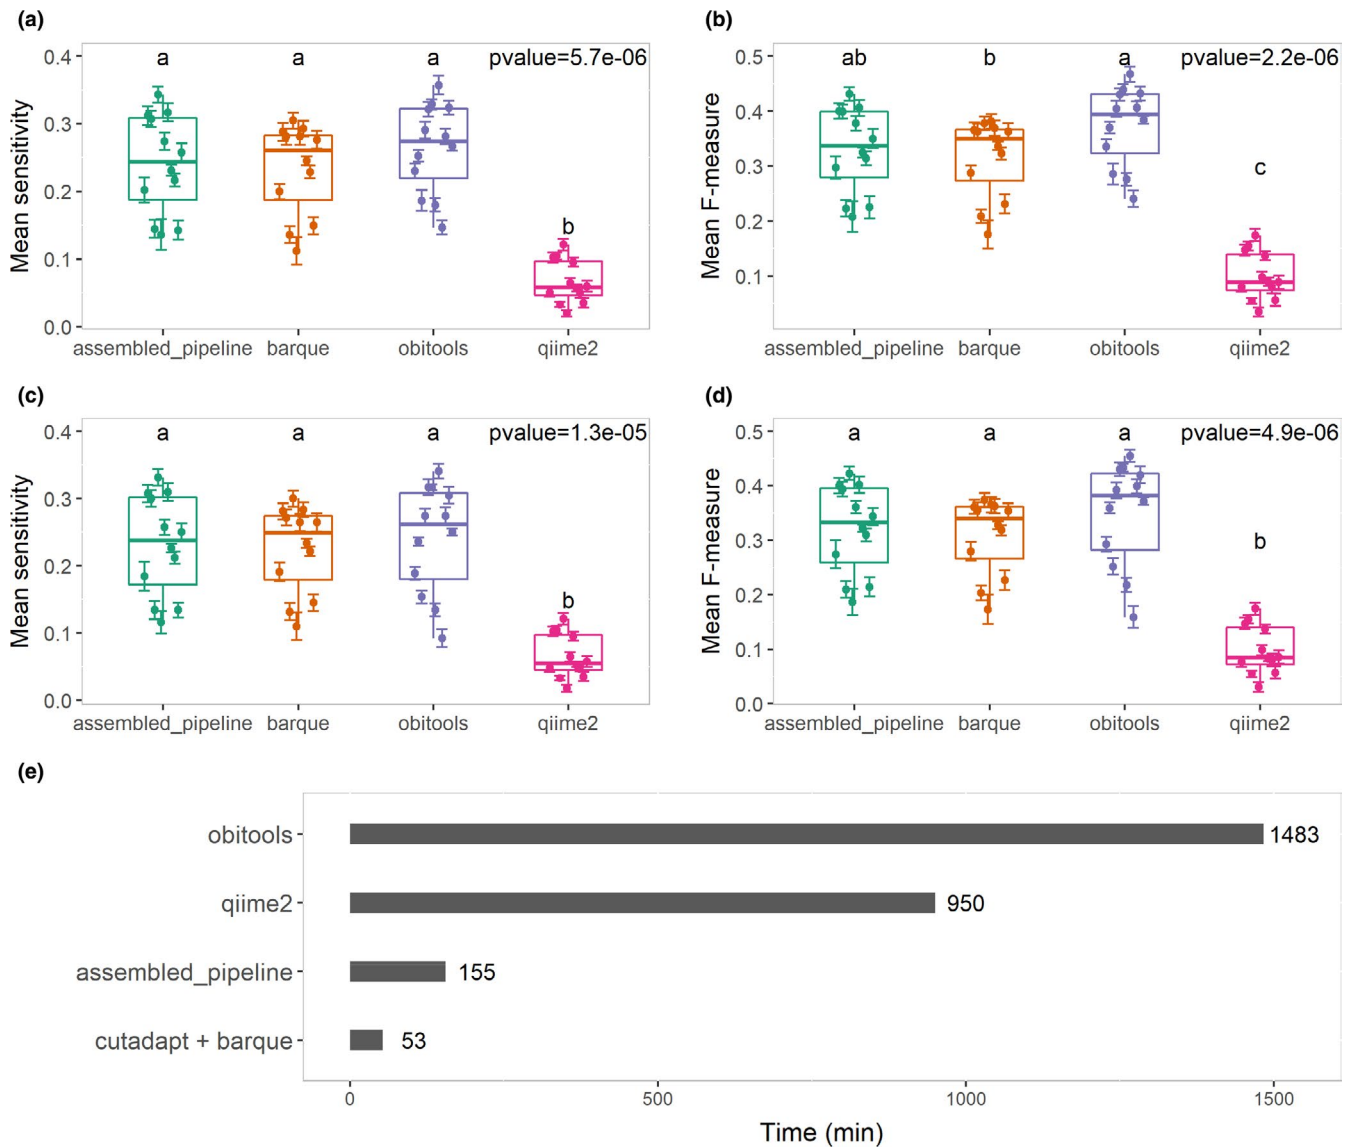 (a)
a a a pvalue=5.7e-06
0.4
0.3
0.2
0.1
0.0
b
Mean sensitivity
assembled_pipeline barque obitools qiime2
(b)
ab b a pvalue=2.2e-06
0.5
0.4
0.3
0.2
0.1
c
Mean F-measure
assembled_pipeline barque obitools qiime2
(c)
a a a pvalue=1.3e-05
0.4
0.3
0.2
0.1
0.0
b
Mean sensitivity
assembled_pipeline barque obitools qiime2
(d)
a a a pvalue=4.9e-06
0.5
0.4
0.3
0.2
0.1
0.0
b
Mean F-measure
assembled_pipeline barque obitools qiime2
(e)
obitools 1483
qiime2 950
assembled_pipeline 155
cutadapt + barque 53
0 500 1000 1500
Time (min)